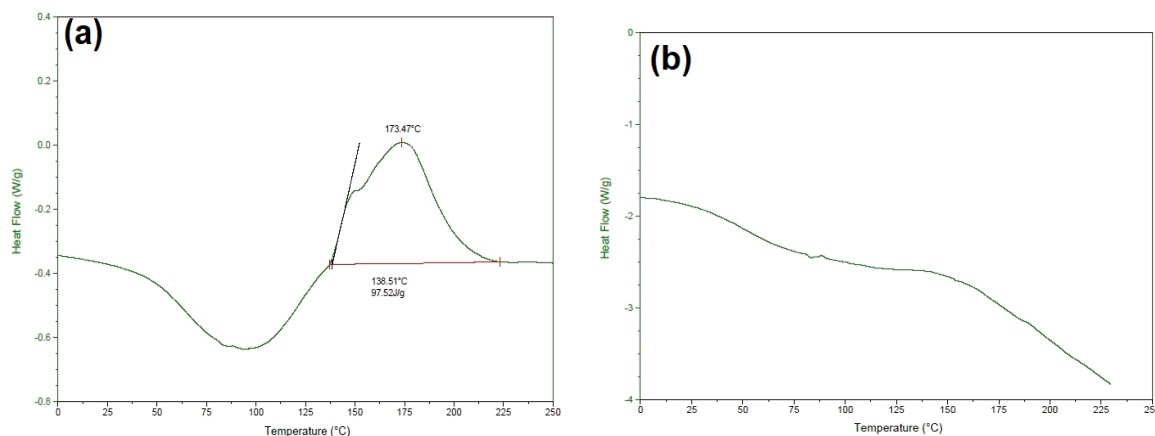 (a)
0.4
0.2
0.0
-0.2
-0.4
-0.6
-0.8
Heat Flow (W/g)
173.47°C
138.51°C
97.52J/g
0 25 50 75 100 125 150 175 200 225 250
Temperature (°C)
(b)
0
-1
-2
-3
-4
Heat Flow (W/g)
0 25 50 75 100 125 150 175 200 225 250
Temperature (°C)